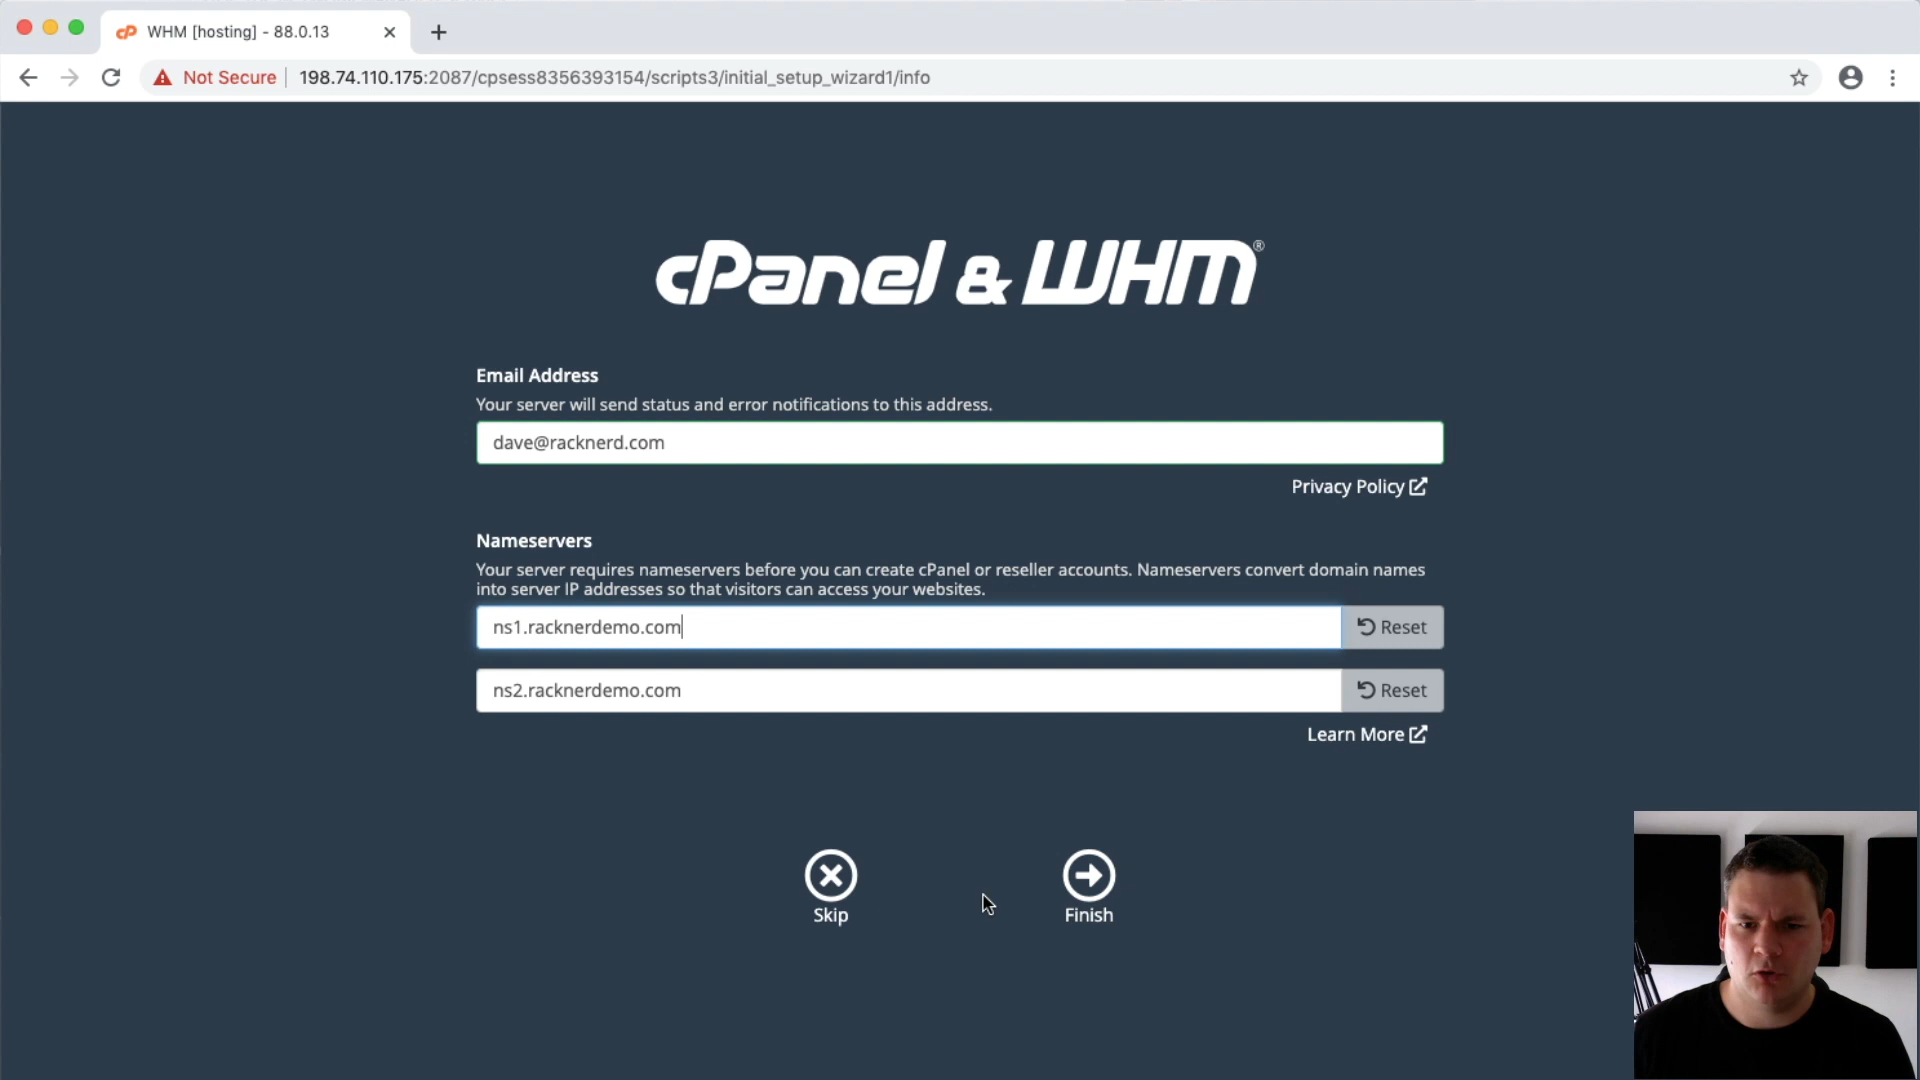 WHM [hosting] - 88.0.13
Not Secure
198.74.110.175:2087/cpsess8356393154/scripts3/initial_setup_wizard1/info
cPanel & WHM®
Email Address
Your server will send status and error notifications to this address.
dave@racknerd.com
Privacy Policy
Nameservers
Your server requires nameservers before you can create cPanel or reseller accounts. Nameservers convert domain names
into server IP addresses so that visitors can access your websites.
ns1.racknerdemo.com
Reset
ns2.racknerdemo.com
Reset
Learn More
Skip
Finish